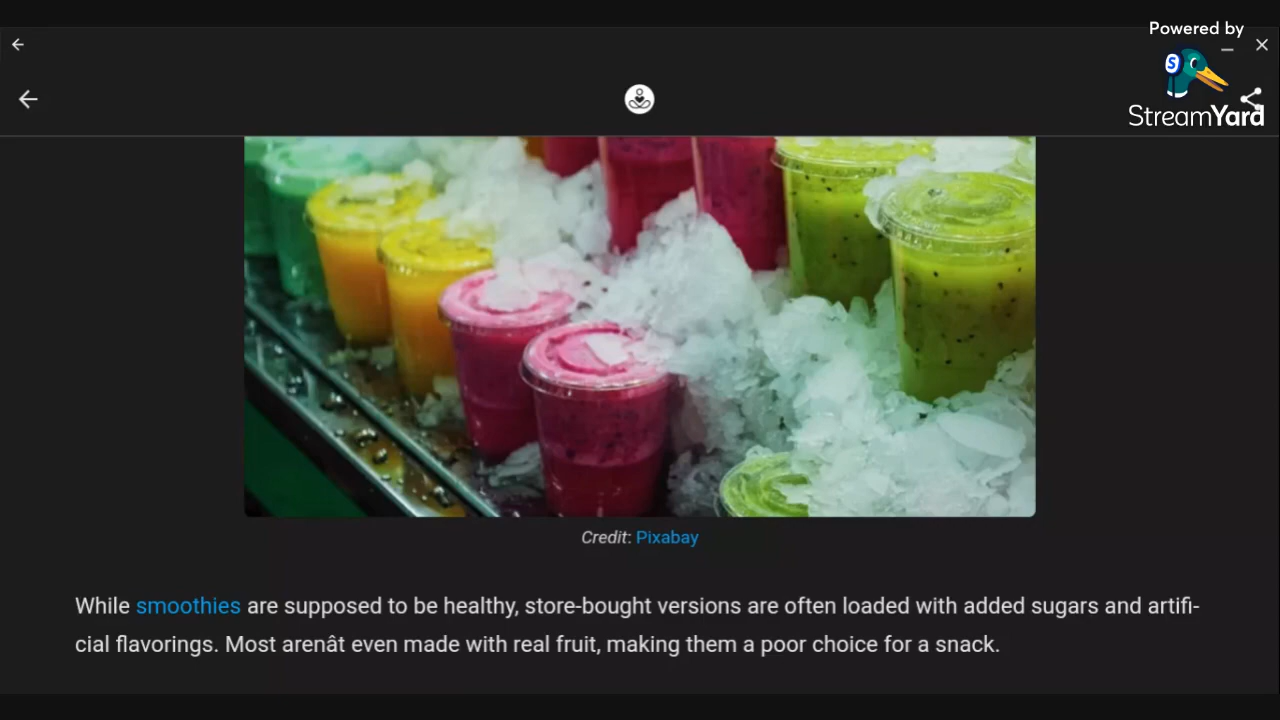 Powered by
StreamYard
Credit: Pixabay
While smoothies are supposed to be healthy, store-bought versions are often loaded with added sugars and artifi-
cial flavorings. Most arenât even made with real fruit, making them a poor choice for a snack.